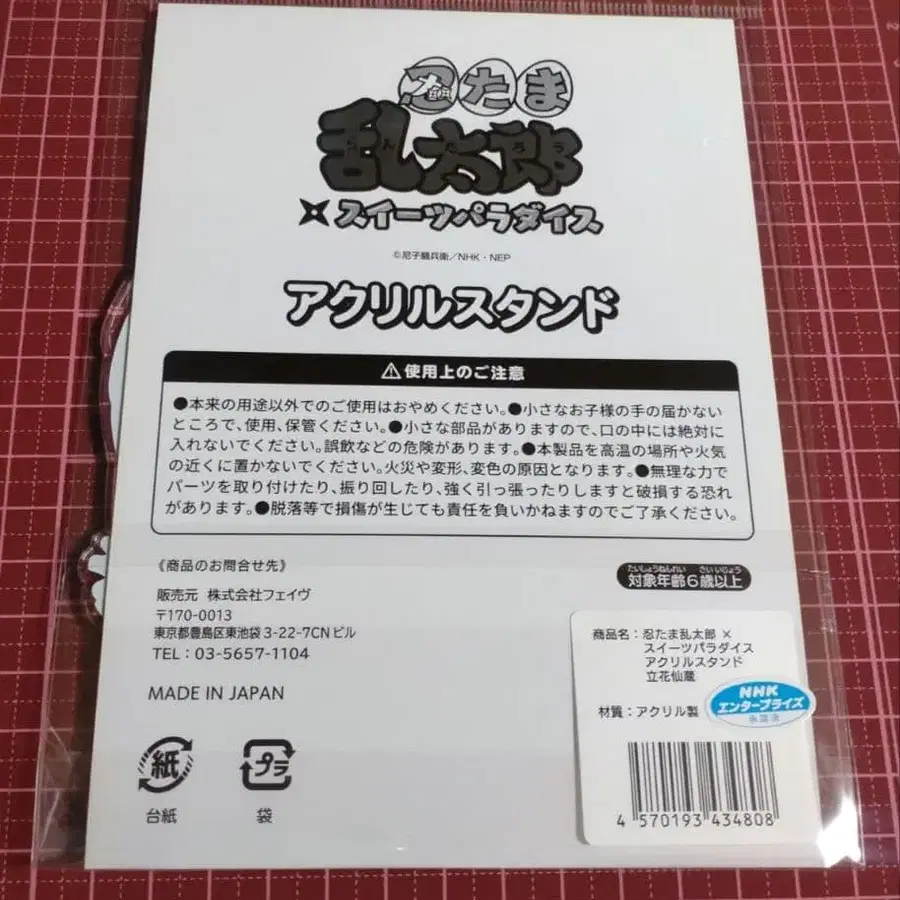 忍たま
乱太郎
×スイーツパラダイス
©尼子騒兵衛／NHK・NEP
アクリルスタンド
⚠使用上のご注意
●本来の用途以外でのご使用はおやめください。●小さなお子様の手の届かない
ところで、使用、保管ください。●小さな部品がありますので、口の中には絶対に
入れないでください。誤飲などの危険があります。●本製品を高温の場所や火気
の近くに置かないでください。火災や変形、変色の原因となります。●無理な力で
パーツを取り付けたり、振り回したり、強く引っ張ったりしますと破損する恐れ
があります。●脱落等で損傷が生じても責任を負いかねますのでご了承ください。
《商品のお問合せ先》
販売元 株式会社フェイヴ
〒170-0013
東京都豊島区東池袋3-22-7CNビル
TEL：03-5657-1104
MADE IN JAPAN
紙
台紙
プラ
袋
たいしょうねんれい さいいじょう
対象年齢6歳以上
商品名：忍たま乱太郎 ×
スイーツパラダイス
アクリルスタンド
立花仙蔵
材質：アクリル製
NHK
エンタープライズ
承認済
4 570193 434808